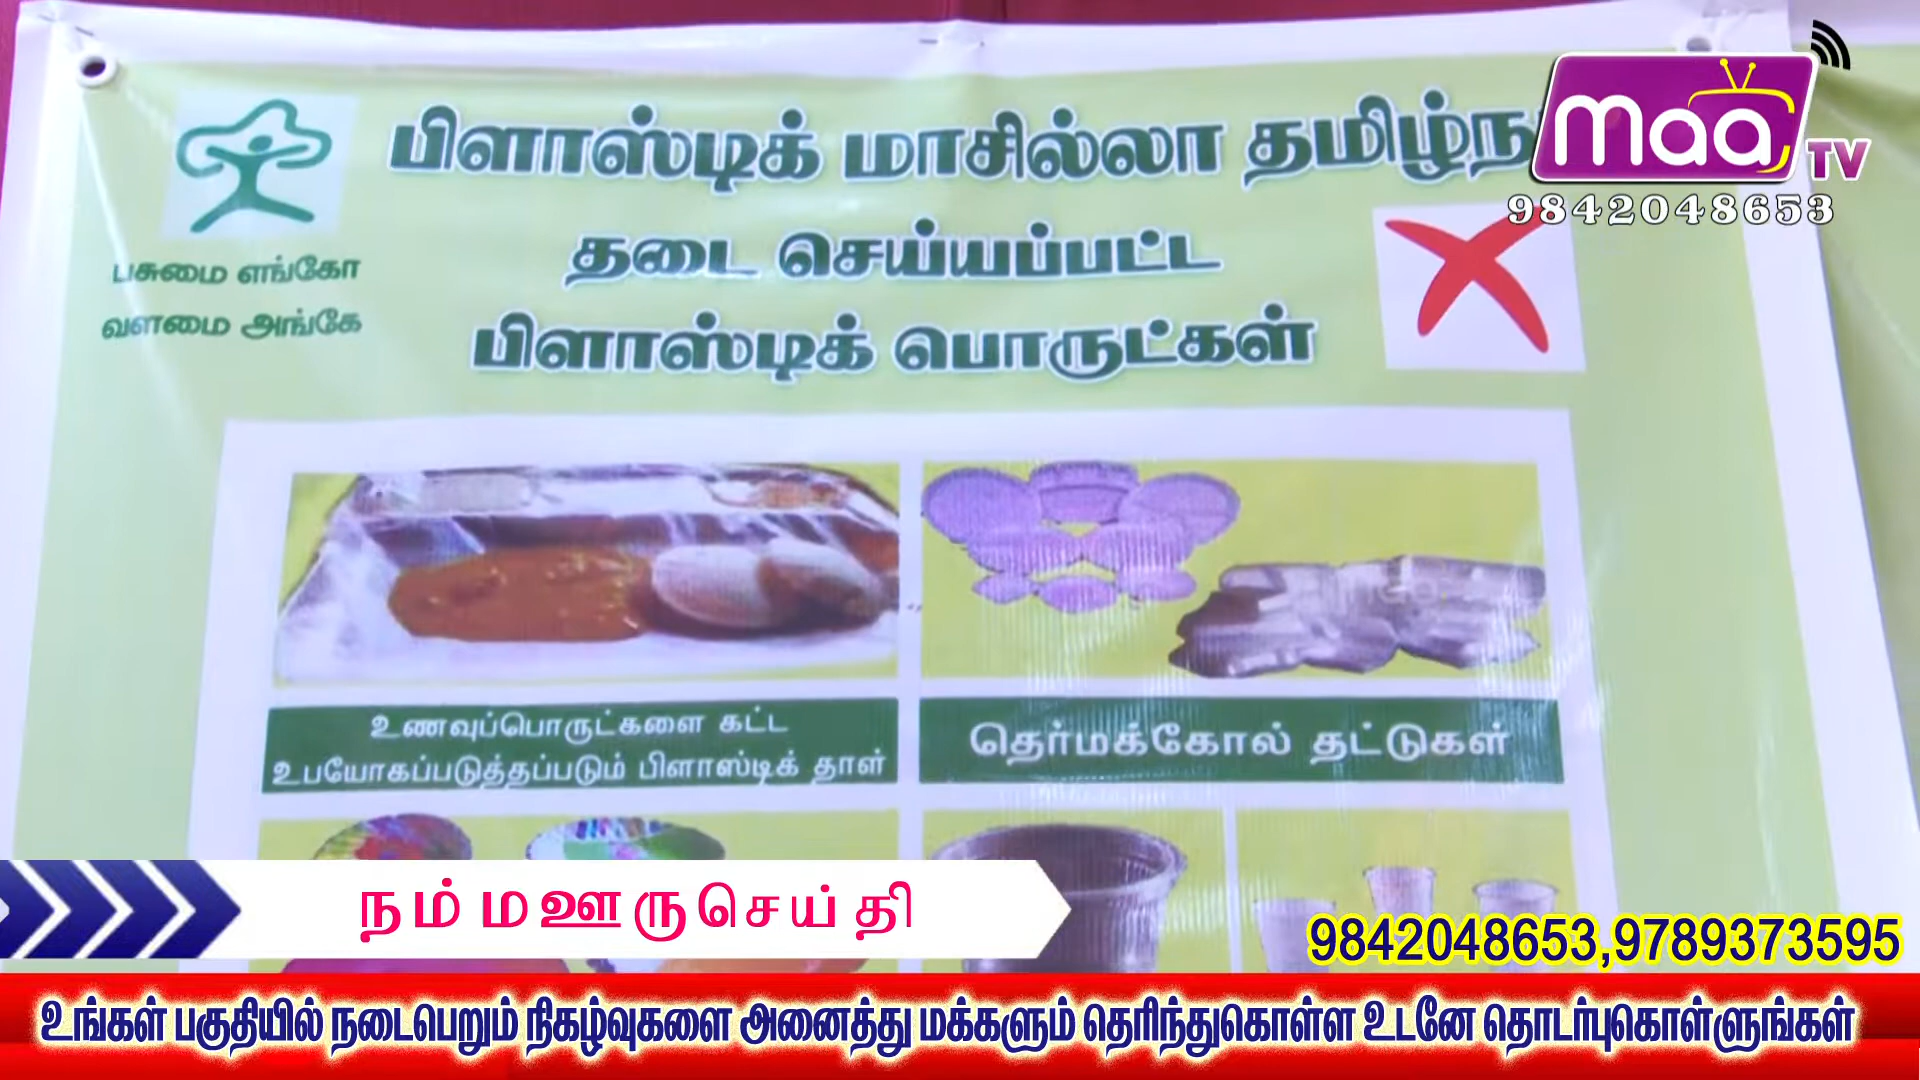 பிளாஸ்டிக் மாசில்லா
maa TV
9842048653
தடை செய்யப்பட்ட
பிளாஸ்டிக் பொருட்கள்
பசுமை எங்கோ
வளமை அங்கே
உணவுப்பொருட்களை கட்ட
உபயோகப்படுத்தப்படும் பிளாஸ்டிக் தாள்
தெர்மக்கோல் தட்டுகள்
நம்மஊருசெய்தி
9842048653,9789373595
உங்கள் பகுதியில் நடைபெறும் நிகழ்வுகளை அனைத்து மக்களும் தெரிந்துகொள்ள உடனே தொடர்புகொள்ளுங்கள்